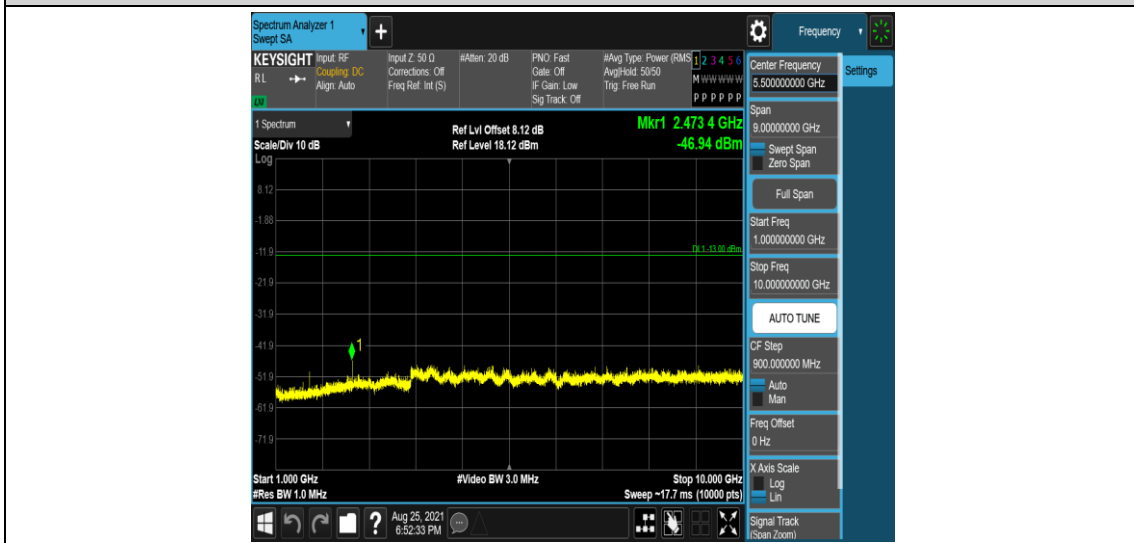 Spectrum Analyzer 1
Swept SA
+
Frequency
KEYSIGHT
RL
LXI
Input: RF
Coupling: DC
Align: Auto
Input Z: 50 Ω
Corrections: Off
Freq Ref: Int (S)
#Atten: 20 dB
PNO: Fast
Gate: Off
IF Gain: Low
Sig Track: Off
#Avg Type: Power (RMS
Avg|Hold: 50/50
Trig: Free Run
1 2 3 4 5 6
M W W W W W
P P P P P P
Center Frequency
5.500000000 GHz
Settings
Span
9.00000000 GHz
Swept Span
Zero Span
Full Span
Start Freq
1.000000000 GHz
Stop Freq
10.000000000 GHz
AUTO TUNE
CF Step
900.000000 MHz
Auto
Man
Freq Offset
0 Hz
X Axis Scale
Log
Lin
Signal Track
(Span Zoom)
1 Spectrum
Scale/Div 10 dB
Log
Ref Lvl Offset 8.12 dB
Ref Level 18.12 dBm
Mkr1 2.473 4 GHz
-46.94 dBm
8.12
-1.88
-11.9
DL1 -13.00 dBm
-21.9
-31.9
-41.9
1
-51.9
-61.9
-71.9
Start 1.000 GHz
#Res BW 1.0 MHz
#Video BW 3.0 MHz
Stop 10.000 GHz
Sweep ~17.7 ms (10000 pts)
?
Aug 25, 2021
6:52:33 PM